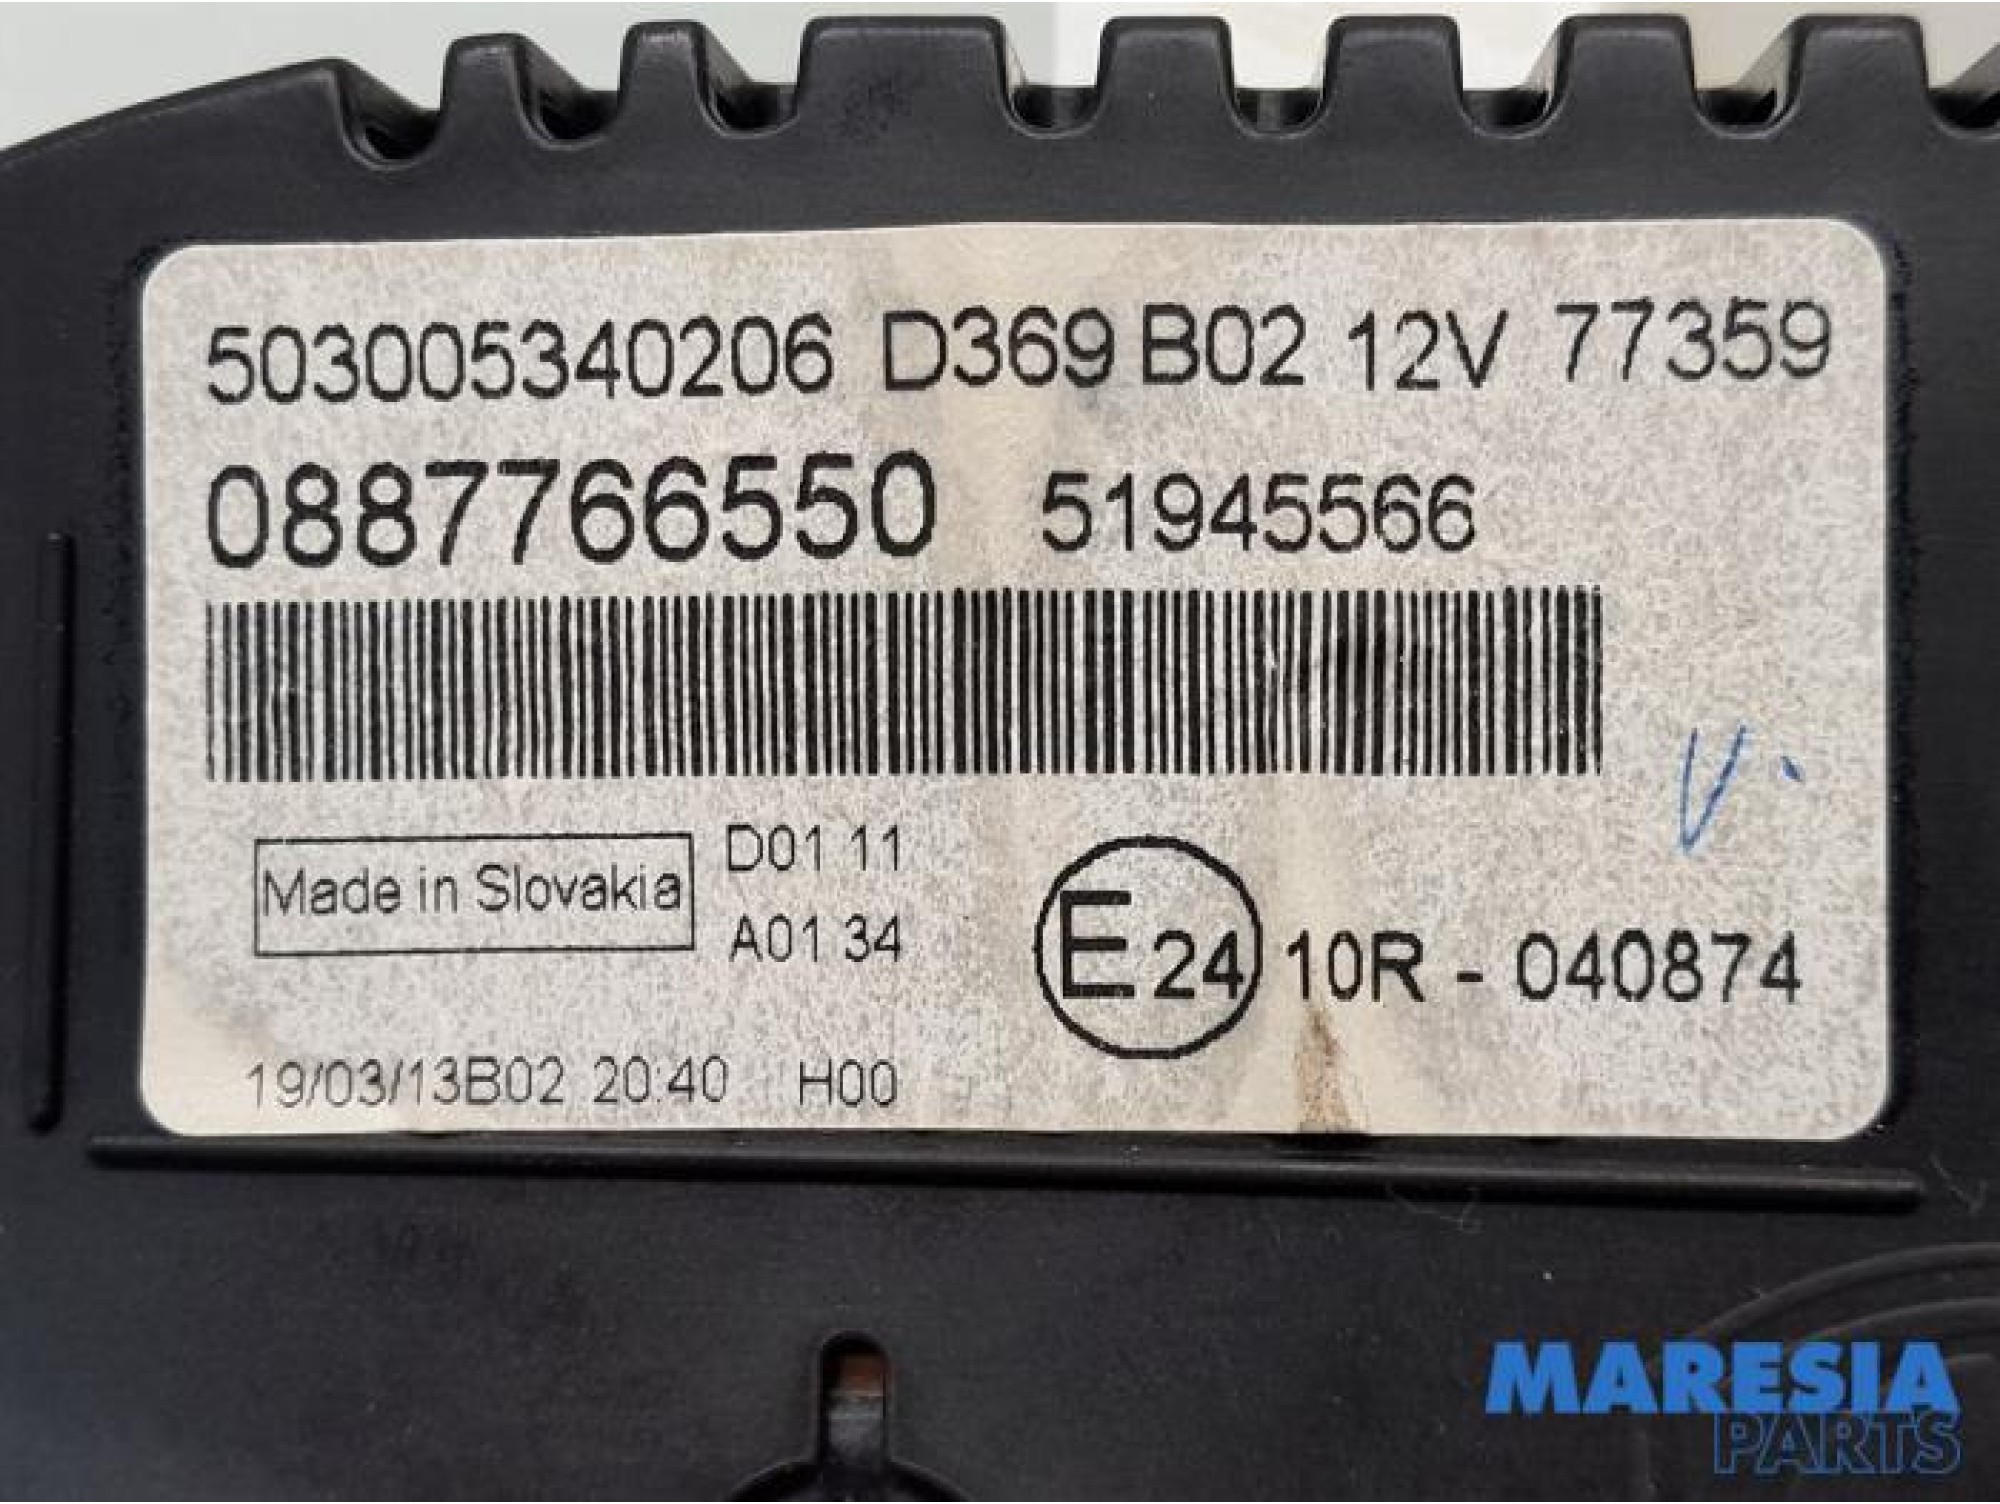 503005340206 D369 B02 12V 77359
0887766550 51945566
Made in Slovakia
D01 11
A01 34
E 24 10R - 040874
19/03/13B02 20:40 H00
V.
MARESIA
PARTS